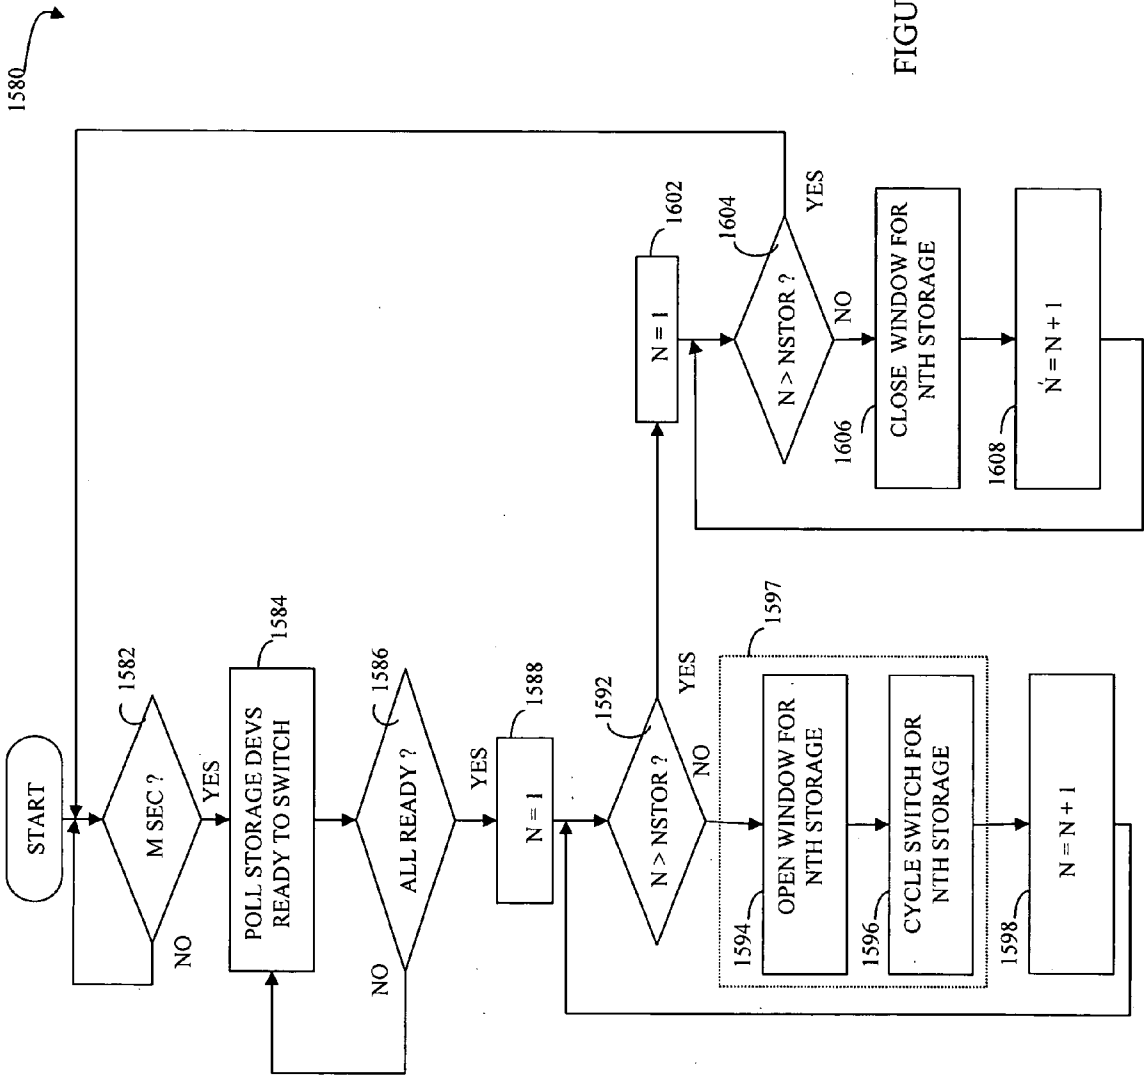 1580
START
1582
M SEC ?
YES
NO
1584
POLL STORAGE DEVS
READY TO SWITCH
1586
ALL READY ?
NO
YES
1588
N = 1
1592
N > NSTOR ?
YES
NO
1597
1594
OPEN WINDOW FOR
NTH STORAGE
1596
CYCLE SWITCH FOR
NTH STORAGE
1598
N = N + 1
1602
N = 1
1604
N > NSTOR ?
YES
NO
1606
CLOSE WINDOW FOR
NTH STORAGE
1608
N = N + 1
FIGU